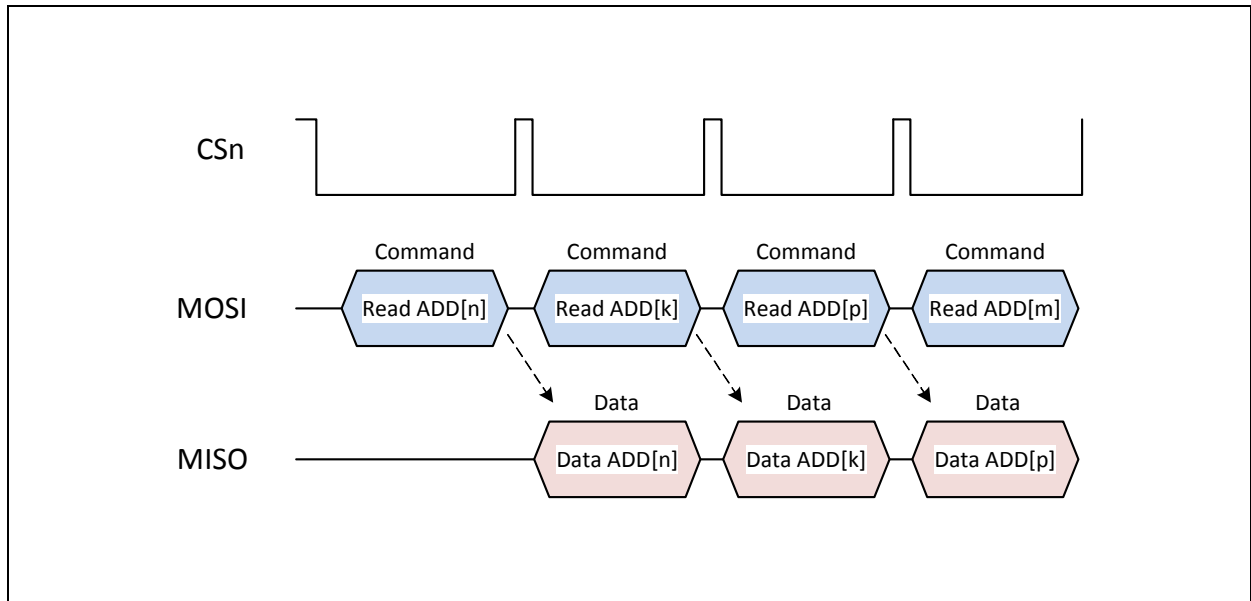 CSn
Command Command Command Command
MOSI Read ADD[n] Read ADD[k] Read ADD[p] Read ADD[m]
Data Data Data
MISO Data ADD[n] Data ADD[k] Data ADD[p]